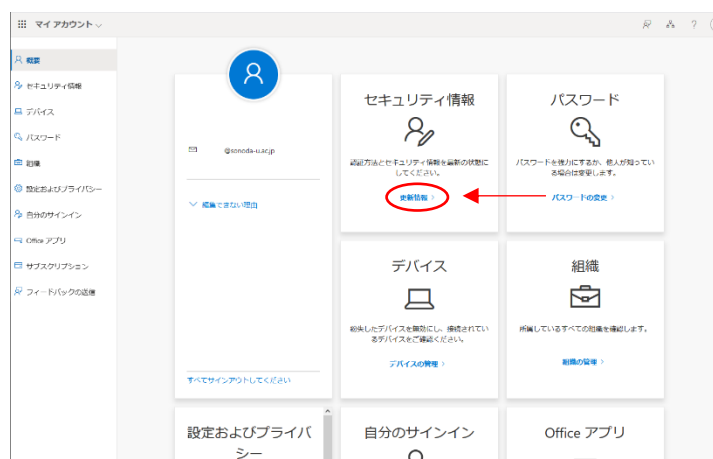 マイ アカウント
?
概要
セキュリティ情報
デバイス
パスワード
組織
設定およびプライバシー
自分のサインイン
Office アプリ
サブスクリプション
フィードバックの送信
@sonoda-u.ac.jp
編集できない理由
すべてサインアウトしてください
セキュリティ情報
認証方法とセキュリティ情報を最新の状態に
してください。
更新情報
パスワード
パスワードを強力にするか、他人が知ってい
る場合は変更します。
パスワードの変更
デバイス
紛失したデバイスを無効にし、接続されてい
るデバイスをご確認ください。
デバイスの管理
組織
所属しているすべての組織を確認します。
組織の管理
設定およびプライバ
シー
自分のサインイン
Office アプリ